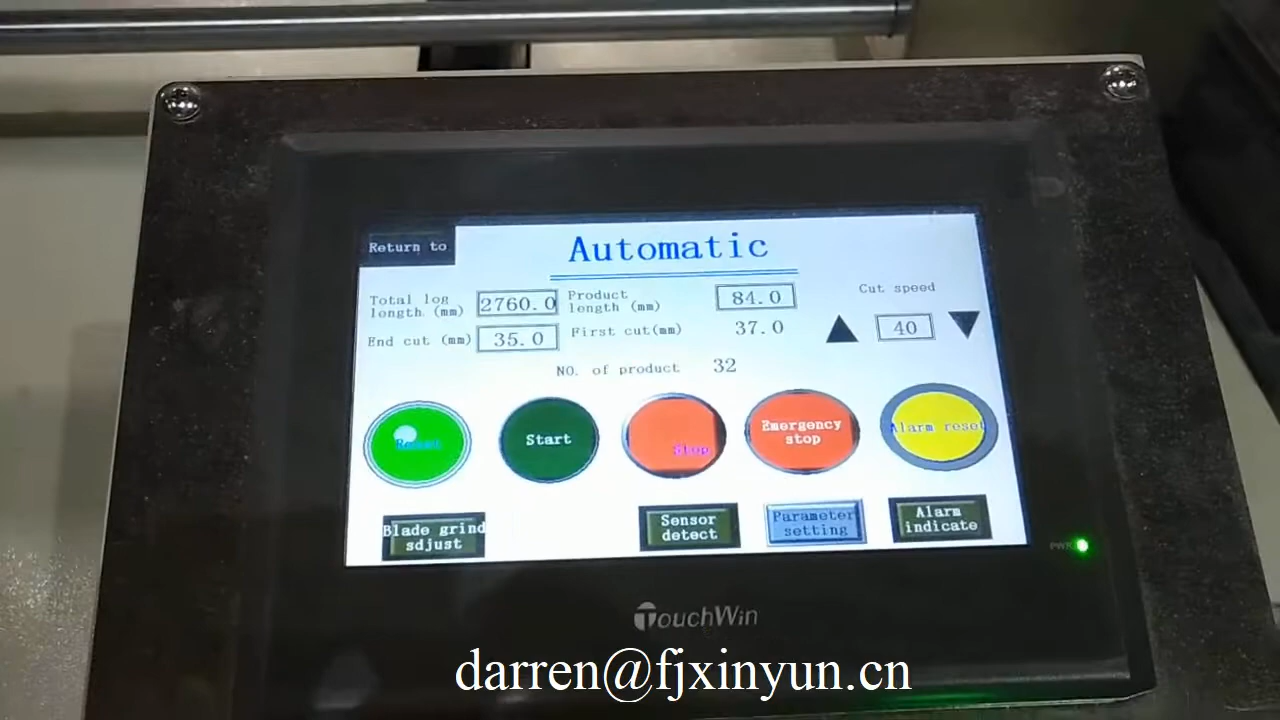 Return to
Automatic
Total log
length (mm)
2760.0
Product
length (mm)
84.0
Cut speed
End cut (mm)
35.0
First cut(mm)
37.0
40
NO. of product
32
Reset
Start
Stop
Emergency
stop
Alarm reset
Blade grind
sdjust
Sensor
detect
Parameter
setting
Alarm
indicate
PWR
TouchWin
darren@fjxinyun.cn